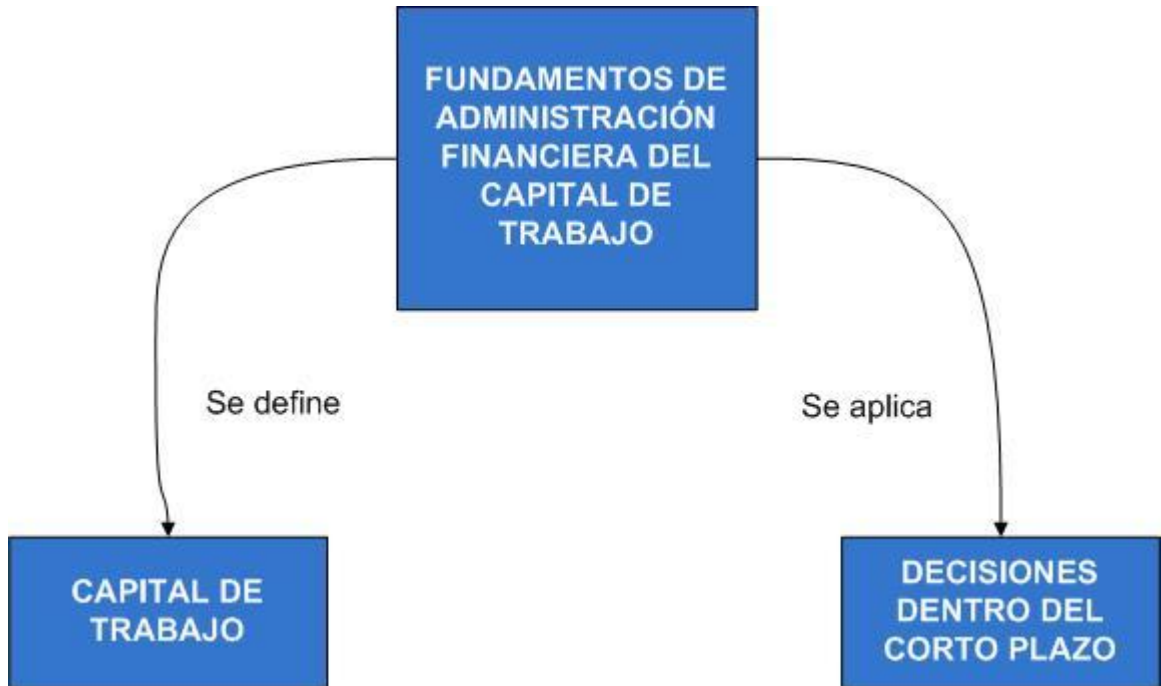 FUNDAMENTOS DE
ADMINISTRACIÓN
FINANCIERA DEL
CAPITAL DE
TRABAJO
Se define
Se aplica
CAPITAL DE
TRABAJO
DECISIONES
DENTRO DEL
CORTO PLAZO